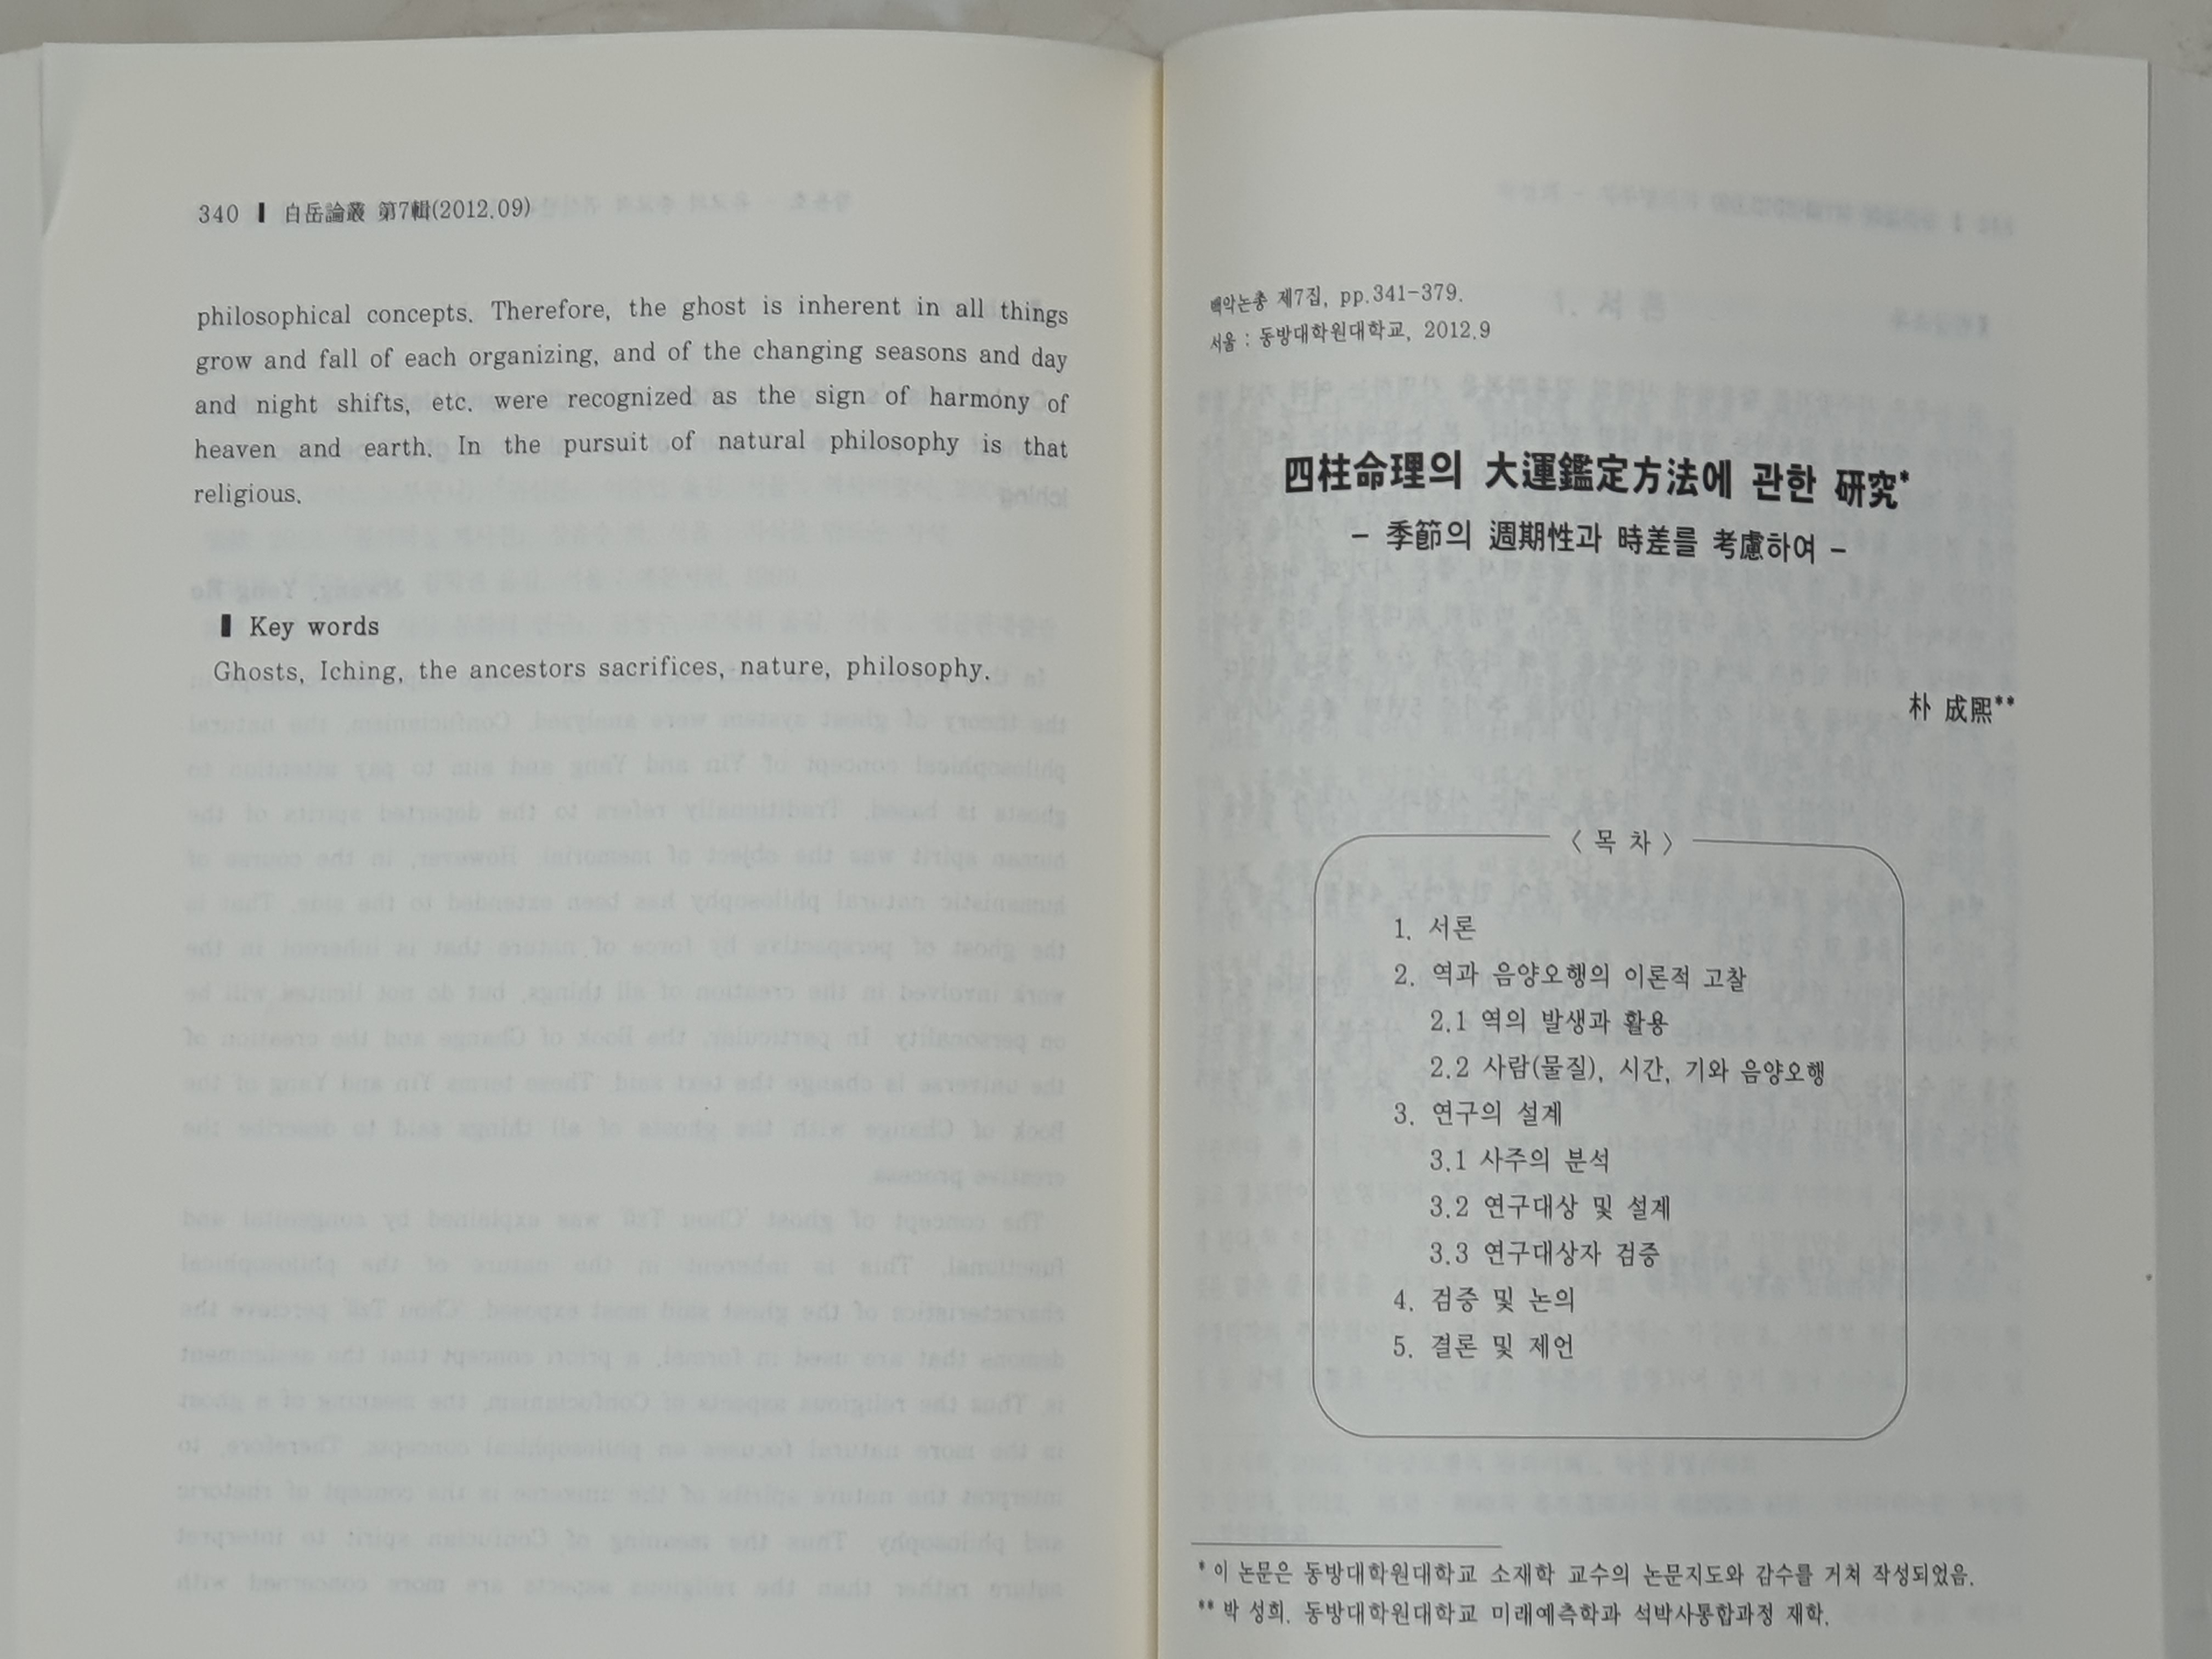 340 ▌ 白岳論叢 第7輯(2012.09)
philosophical concepts. Therefore, the ghost is inherent in all things
grow and fall of each organizing, and of the changing seasons and day
and night shifts, etc. were recognized as the sign of harmony of
heaven and earth. In the pursuit of natural philosophy is that
religious.
▌ Key words
Ghosts, Iching, the ancestors sacrifices, nature, philosophy.
백악논총 제7집, pp.341-379.
서울 : 동방대학원대학교, 2012.9
四柱命理의 大運鑑定方法에 관한 研究*
- 季節의 週期性과 時差를 考慮하여 -
朴 成熙**
〈 목 차 〉
1. 서론
2. 역과 음양오행의 이론적 고찰
2.1 역의 발생과 활용
2.2 사람(물질), 시간, 기와 음양오행
3. 연구의 설계
3.1 사주의 분석
3.2 연구대상 및 설계
3.3 연구대상자 검증
4. 검증 및 논의
5. 결론 및 제언
* 이 논문은 동방대학원대학교 소재학 교수의 논문지도와 감수를 거쳐 작성되었음.
** 박 성희. 동방대학원대학교 미래예측학과 석박사통합과정 재학.